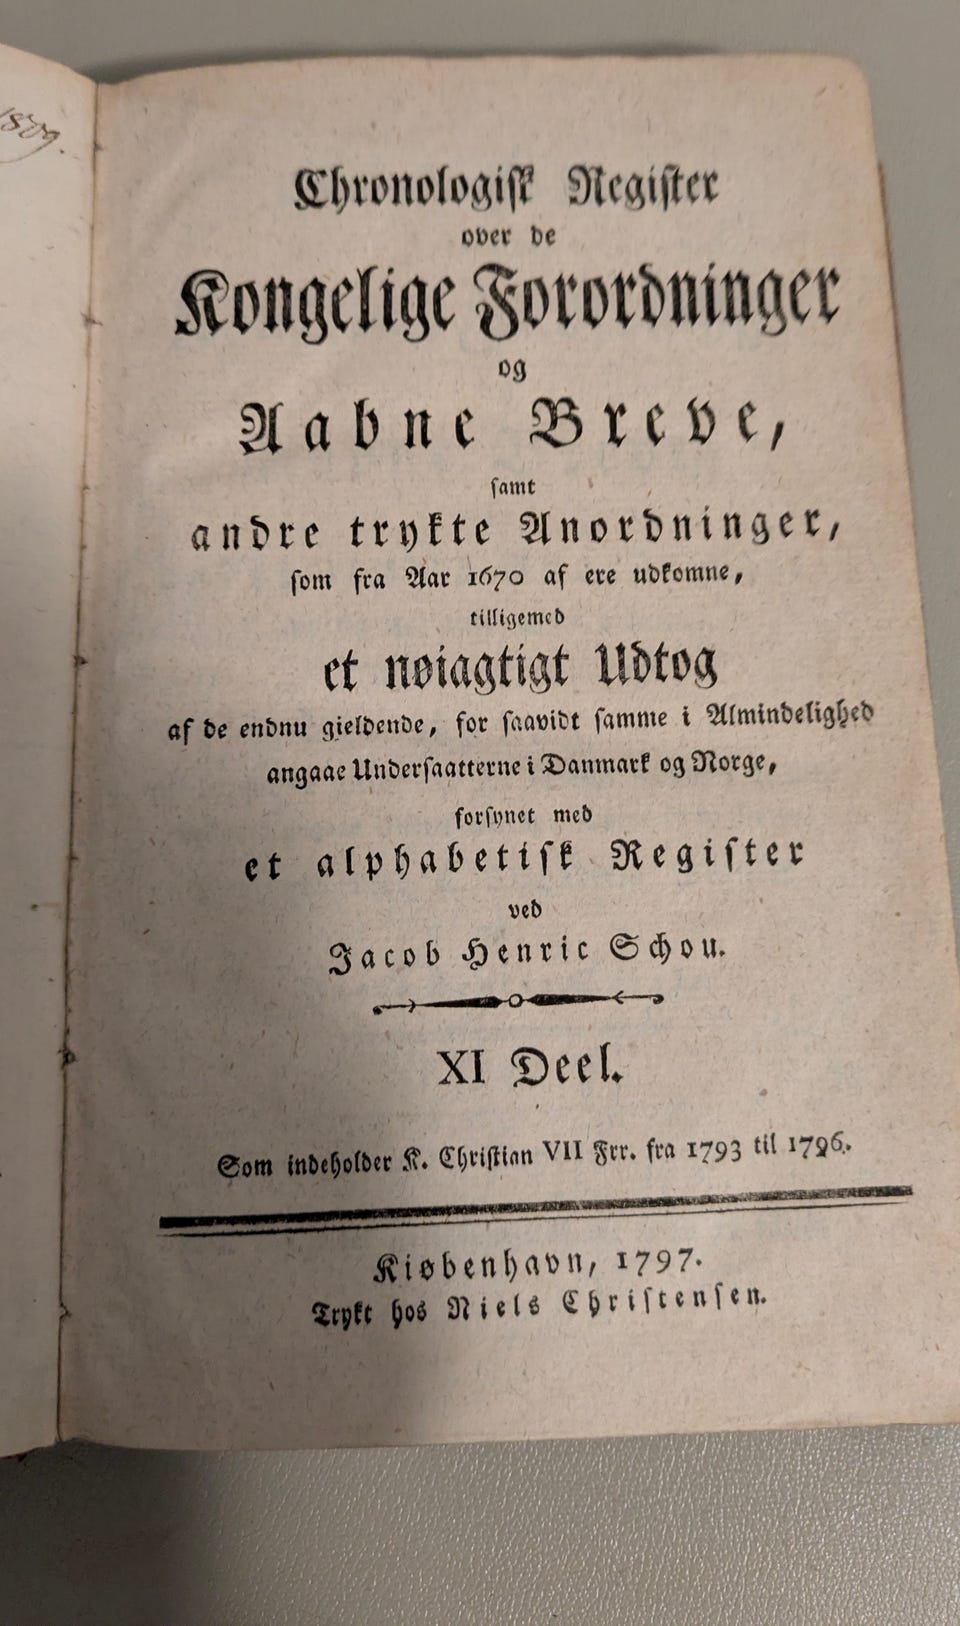 1809.
Chronologisk Register
over de
Kongelige Forordninger
og
Aabne Breve,
samt
andre trykte Anordninger,
som fra Aar 1670 af ere udkomne,
tilligemed
et nøiagtigt Udtog
af de endnu gieldende, for saavidt samme i Almindelighed
angaae Undersaatterne i Danmark og Norge,
forsynet med
et alphabetisk Register
ved
Jacob Henric Schou.
XI Deel.
Som indeholder K. Christian VII Frr. fra 1793 til 1796.
Kiøbenhavn, 1797.
Trykt hos Niels Christensen.